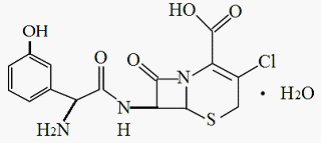 HO O
OH
O O Cl
N
· H₂O
N
H₂N H S